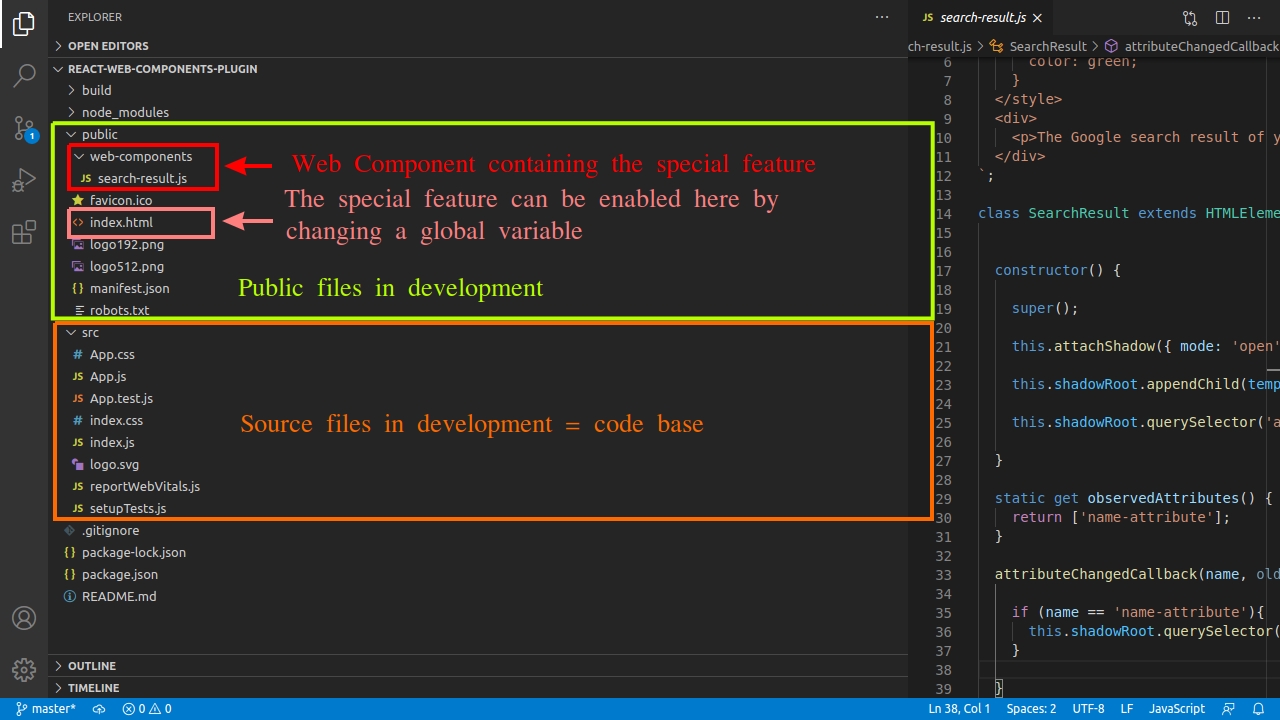 EXPLORER
OPEN EDITORS
REACT-WEB-COMPONENTS-PLUGIN
build
node_modules
public
web-components
search-result.js
favicon.ico
index.html
logo192.png
logo512.png
manifest.json
robots.txt
src
App.css
App.js
App.test.js
index.css
index.js
logo.svg
reportWebVitals.js
setupTests.js
.gitignore
package-lock.json
package.json
README.md
OUTLINE
TIMELINE
1
Web Component containing the special feature
The special feature can be enabled here by
changing a global variable
Public files in development
Source files in development = code base
JS search-result.js
ch-result.js > SearchResult > attributeChangedCallback
6 color: green;
7 }
8 </style>
9 <div>
10 <p>The Google search result of y
11 </div>
12 `;
13
14 class SearchResult extends HTMLEleme
15
16
17 constructor() {
18
19 super();
20
21 this.attachShadow({ mode: 'open'
22
23 this.shadowRoot.appendChild(temp
24
25 this.shadowRoot.querySelector('a
26
27 }
28
29 static get observedAttributes() {
30 return ['name-attribute'];
31 }
32
33 attributeChangedCallback(name, old
34
35 if (name == 'name-attribute'){
36 this.shadowRoot.querySelector(
37 }
38
39 }
master* 0 0 Ln 38, Col 1 Spaces: 2 UTF-8 LF JavaScript